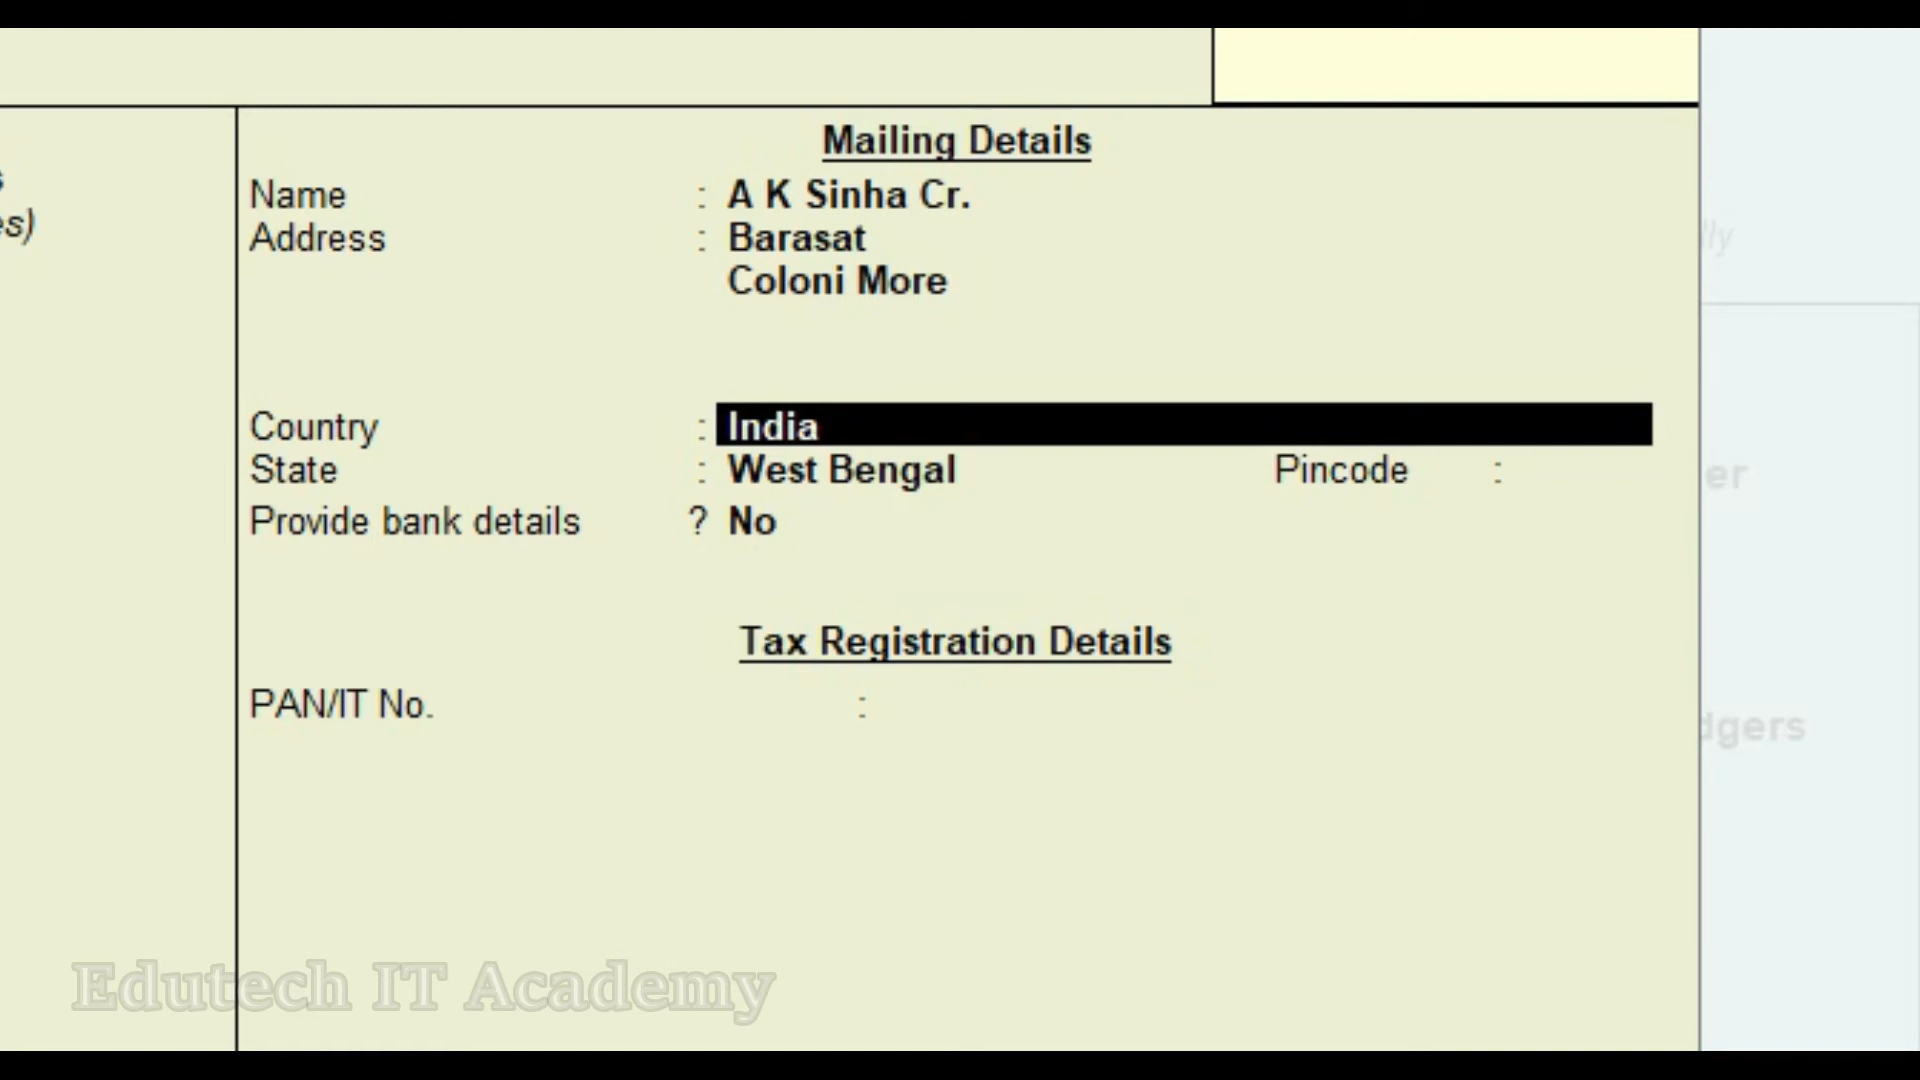 Mailing Details
Name : A K Sinha Cr.
Address : Barasat
Coloni More
Country : India
State : West Bengal Pincode :
Provide bank details ? No
Tax Registration Details
PAN/IT No. :
Edutech IT Academy